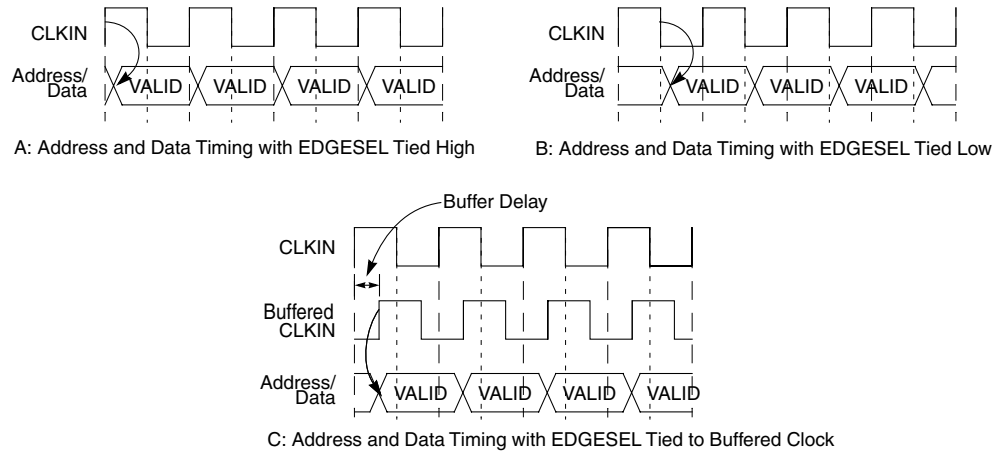 CLKIN
Address/
Data
VALID VALID VALID VALID
A: Address and Data Timing with EDGESEL Tied High
CLKIN
Address/
Data
VALID VALID VALID
B: Address and Data Timing with EDGESEL Tied Low
Buffer Delay
CLKIN
Buffered
CLKIN
Address/
Data
VALID VALID VALID VALID
C: Address and Data Timing with EDGESEL Tied to Buffered Clock